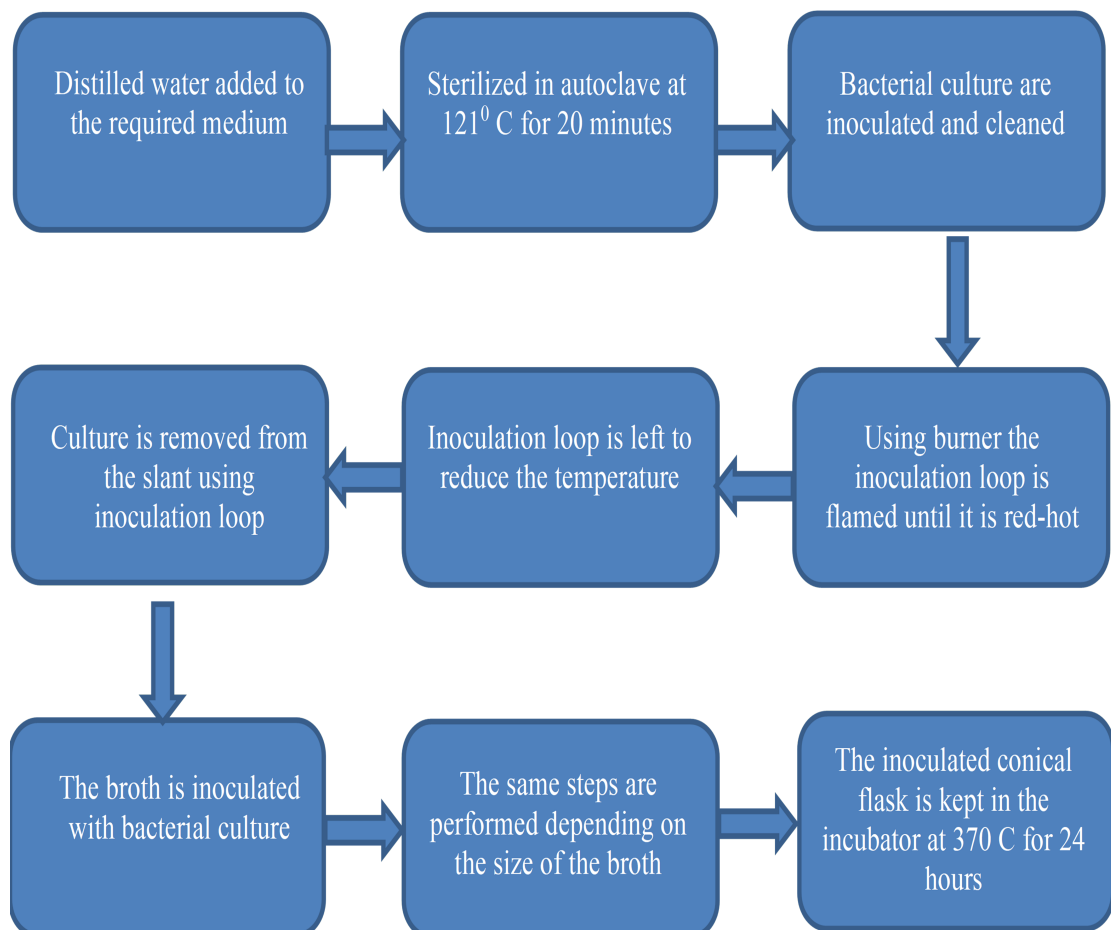 Distilled water added to
the required medium
Sterilized in autoclave at
121⁰ C for 20 minutes
Bacterial culture are
inoculated and cleaned
Using burner the
inoculation loop is
flamed until it is red-hot
Inoculation loop is left to
reduce the temperature
Culture is removed from
the slant using
inoculation loop
The broth is inoculated
with bacterial culture
The same steps are
performed depending on
the size of the broth
The inoculated conical
flask is kept in the
incubator at 370 C for 24
hours